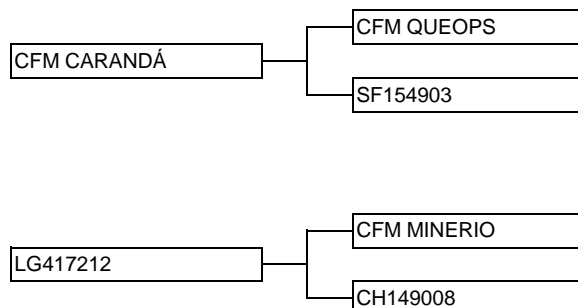 CFM QUEOPS
CFM CARANDÁ
SF154903
CFM MINERIO
LG417212
CH149008